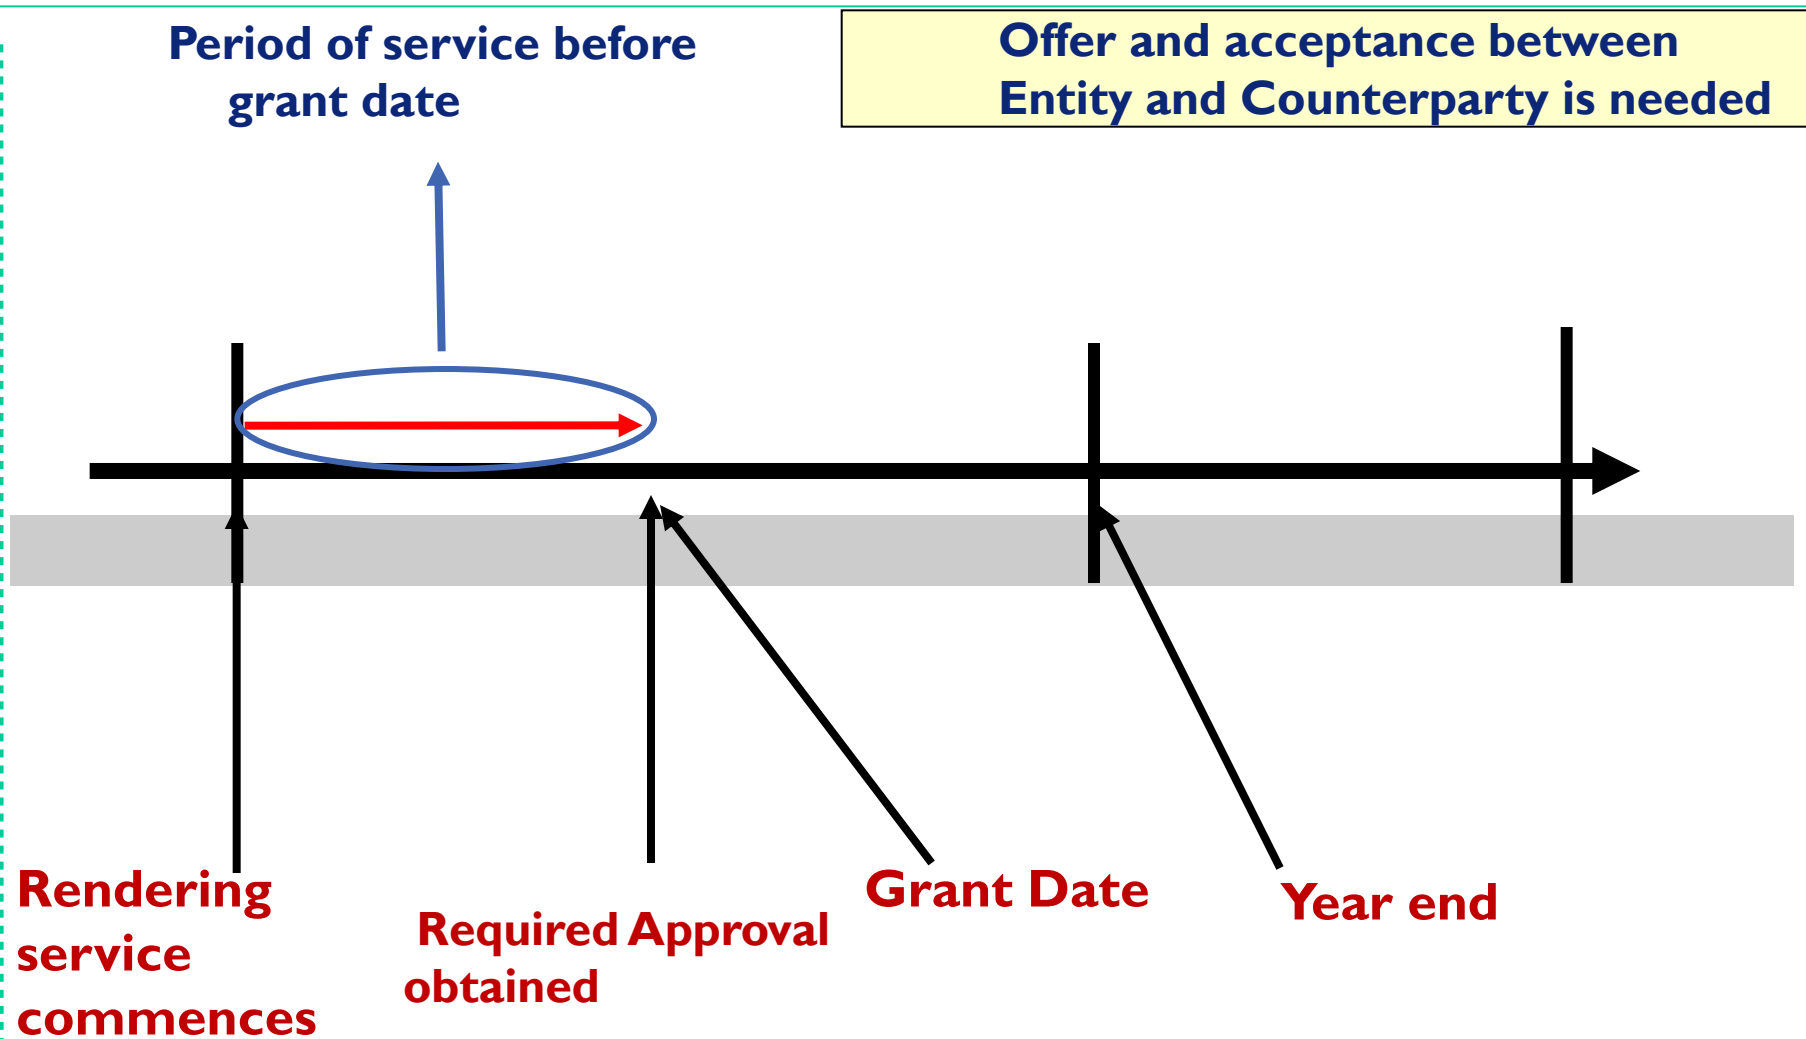 Period of service before
grant date
Offer and acceptance between
Entity and Counterparty is needed
Rendering
service
commences
Required Approval
obtained
Grant Date
Year end